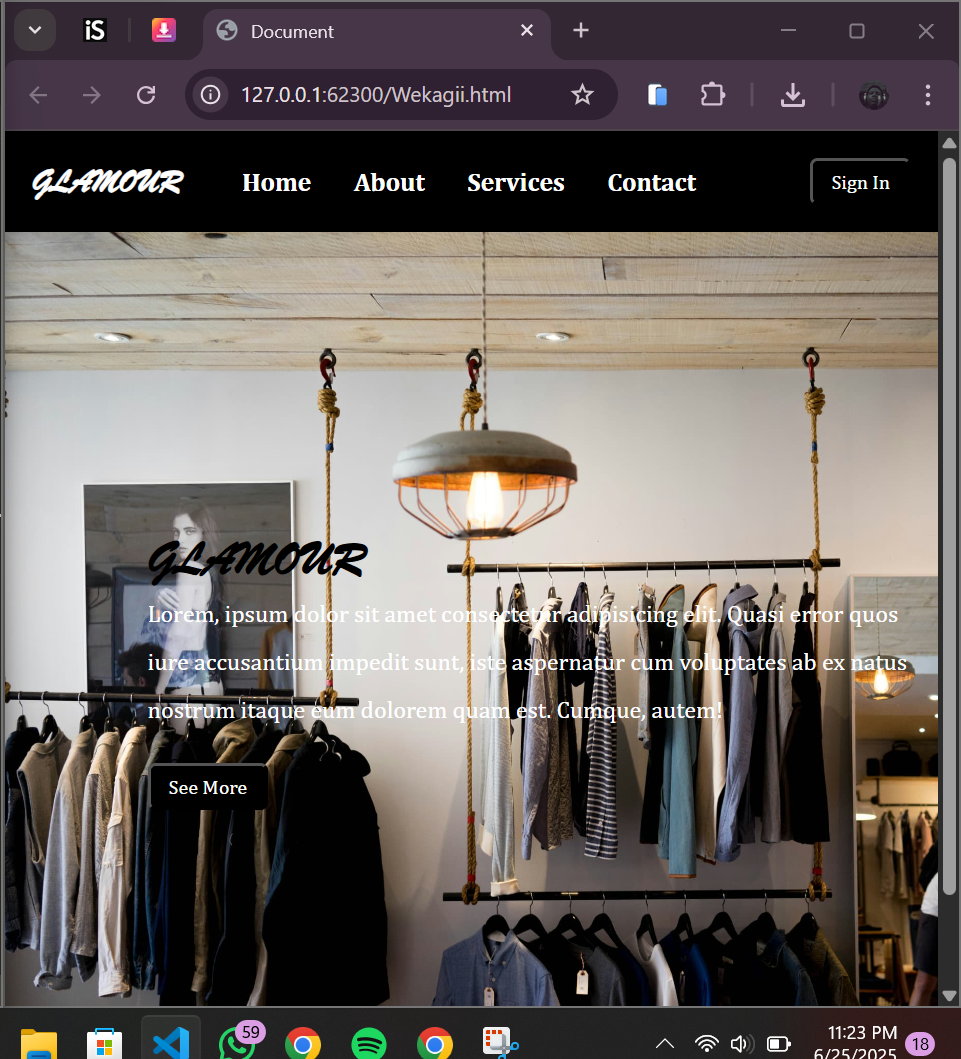 iS
Document
127.0.0.1:62300/Wekagii.html
GLAMOUR
Home About Services Contact
Sign In
GLAMOUR
Lorem, ipsum dolor sit amet consectetur adipisicing elit. Quasi error quos
iure accusantium impedit sunt, iste aspernatur cum voluptates ab ex natus
nostrum itaque eum dolorem quam est. Cumque, autem!
See More
59
11:23 PM
6/25/2025
18